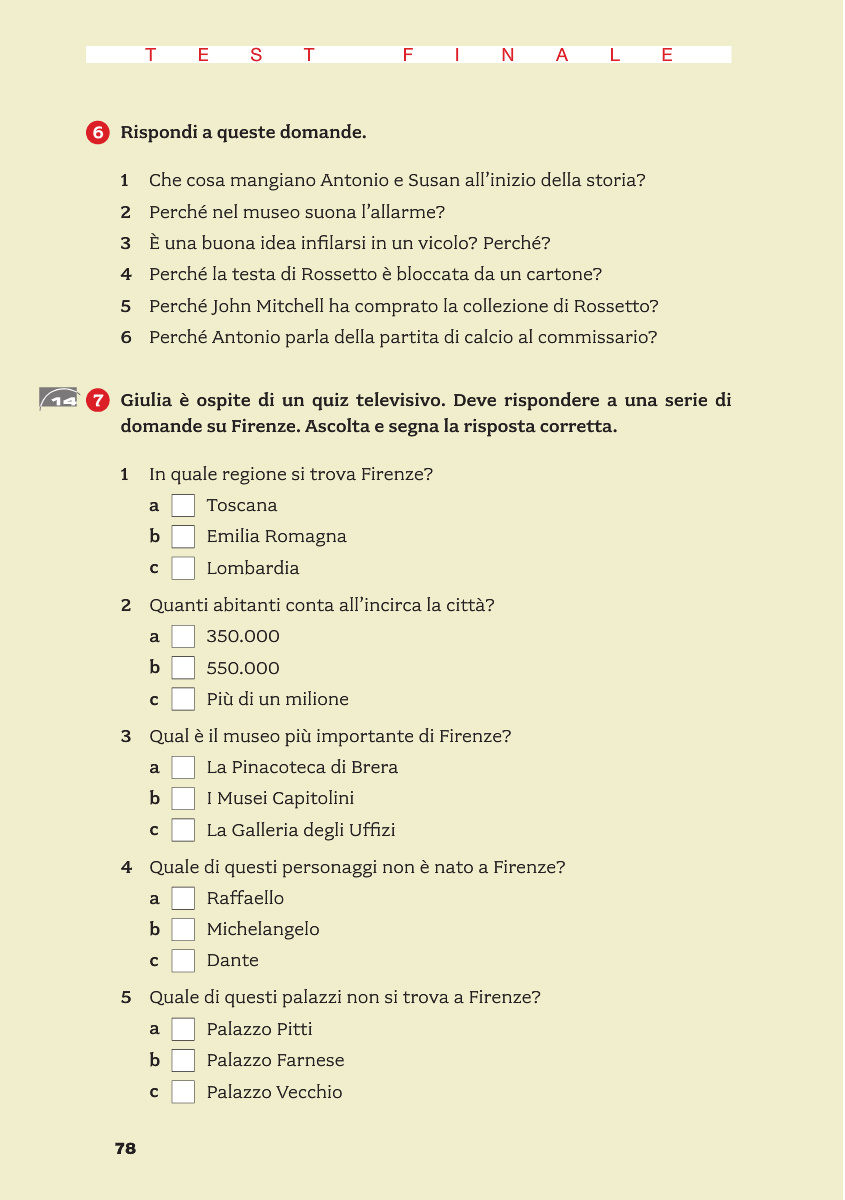 TEST FINALE
6 Rispondi a queste domande.
1 Che cosa mangiano Antonio e Susan all’inizio della storia?
2 Perché nel museo suona l’allarme?
3 È una buona idea infilarsi in un vicolo? Perché?
4 Perché la testa di Rossetto è bloccata da un cartone?
5 Perché John Mitchell ha comprato la collezione di Rossetto?
6 Perché Antonio parla della partita di calcio al commissario?
14 7 Giulia è ospite di un quiz televisivo. Deve rispondere a una serie di
domande su Firenze. Ascolta e segna la risposta corretta.
1 In quale regione si trova Firenze?
a Toscana
b Emilia Romagna
c Lombardia
2 Quanti abitanti conta all’incirca la città?
a 350.000
b 550.000
c Più di un milione
3 Qual è il museo più importante di Firenze?
a La Pinacoteca di Brera
b I Musei Capitolini
c La Galleria degli Uffizi
4 Quale di questi personaggi non è nato a Firenze?
a Raffaello
b Michelangelo
c Dante
5 Quale di questi palazzi non si trova a Firenze?
a Palazzo Pitti
b Palazzo Farnese
c Palazzo Vecchio
78